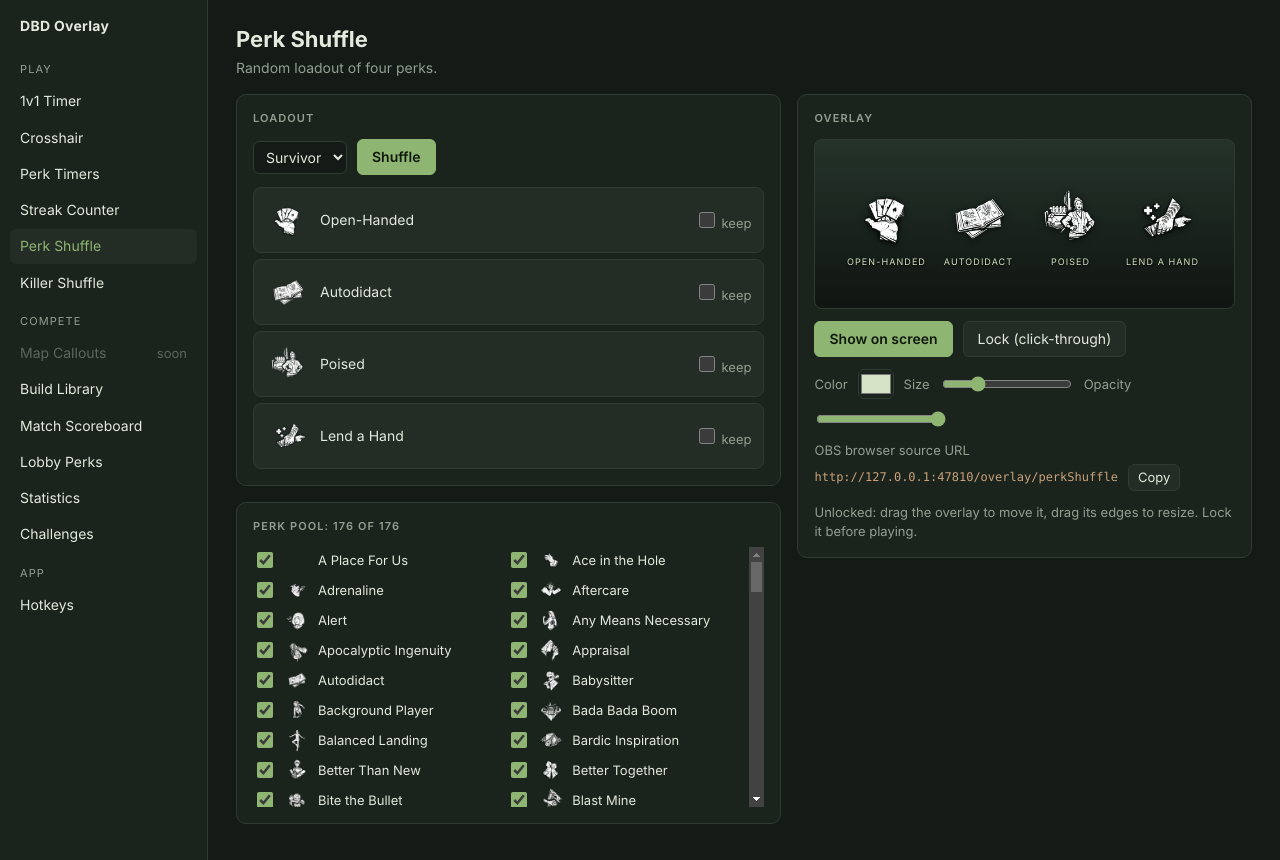 DBD Overlay
PLAY
1v1 Timer
Crosshair
Perk Timers
Streak Counter
Perk Shuffle
Killer Shuffle
COMPETE
Map Callouts soon
Build Library
Match Scoreboard
Lobby Perks
Statistics
Challenges
APP
Hotkeys
Perk Shuffle
Random loadout of four perks.
LOADOUT
Survivor Shuffle
Open-Handed keep
Autodidact keep
Poised keep
Lend a Hand keep
PERK POOL: 176 OF 176
A Place For Us Ace in the Hole
Adrenaline Aftercare
Alert Any Means Necessary
Apocalyptic Ingenuity Appraisal
Autodidact Babysitter
Background Player Bada Bada Boom
Balanced Landing Bardic Inspiration
Better Than New Better Together
Bite the Bullet Blast Mine
OVERLAY
OPEN-HANDED AUTODIDACT POISED LEND A HAND
Show on screen Lock (click-through)
Color Size Opacity
OBS browser source URL
http://127.0.0.1:47810/overlay/perkShuffle Copy
Unlocked: drag the overlay to move it, drag its edges to resize. Lock
it before playing.